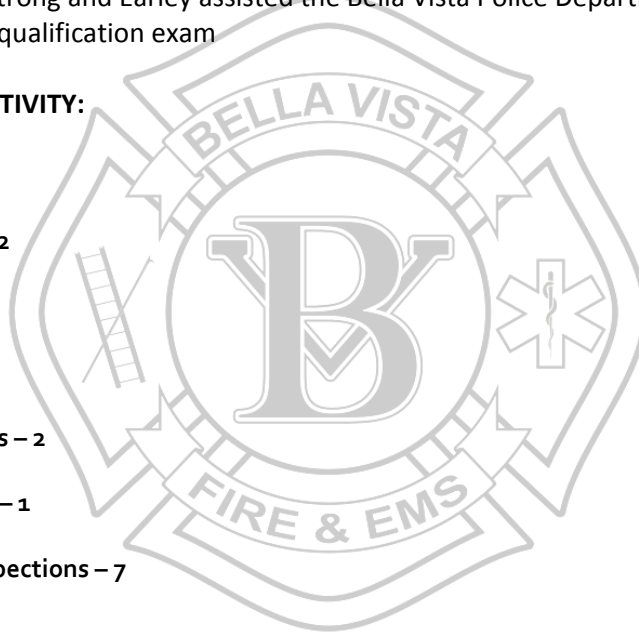 strong and Earley assisted the Bella Vista Police Depart
qualification exam
TIVITY:
BELLA VISTA
2
BV
s – 2
– 1
FIRE & EMS
pections – 7